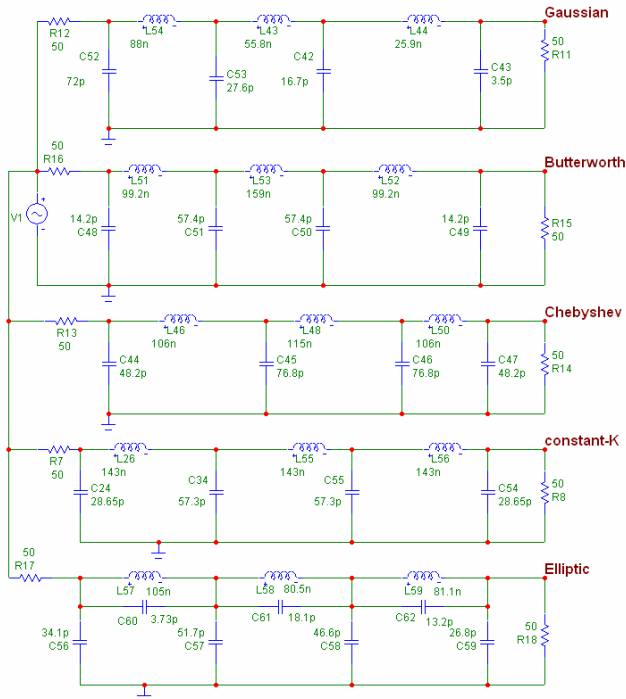 Gaussian
R12
50
L54
88n
L43
55.8n
L44
25.9n
C52
72p
C53
27.6p
C42
16.7p
C43
3.5p
50
R11
Butterworth
50
R16
L51
99.2n
L53
159n
L52
99.2n
V1
14.2p
C48
57.4p
C51
57.4p
C50
14.2p
C49
R15
50
Chebyshev
R13
50
L46
106n
L48
115n
L50
106n
C44
48.2p
C45
76.8p
C46
76.8p
C47
48.2p
50
R14
constant-K
R7
50
L26
143n
L55
143n
L56
143n
C24
28.65p
C34
57.3p
C55
57.3p
C54
28.65p
50
R8
Elliptic
50
R17
L57
105n
L58
80.5n
L59
81.1n
C60
3.73p
C61
18.1p
C62
13.2p
34.1p
C56
51.7p
C57
46.6p
C58
26.8p
C59
50
R18